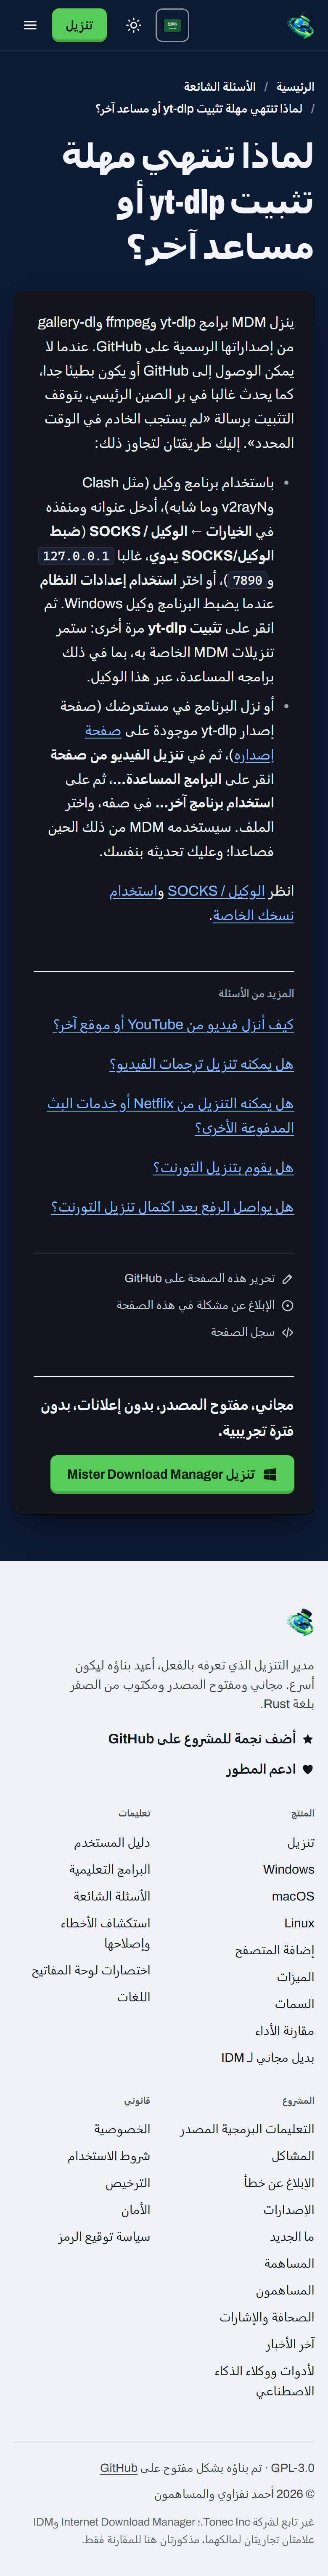 تنزيل
الرئيسية / الأسئلة الشائعة
/ لماذا تنتهي مهلة تثبيت yt-dlp أو مساعد آخر؟
لماذا تنتهي مهلة
تثبيت yt-dlp أو
مساعد آخر؟
ينزل MDM برامج yt-dlp وffmpeg وgallery-dl
من إصداراتها الرسمية على GitHub. عندما لا
يمكن الوصول إلى GitHub أو يكون بطيئا جدا،
كما يحدث غالبا في بر الصين الرئيسي، يتوقف
التثبيت برسالة «لم يستجب الخادم في الوقت
المحدد». إليك طريقتان لتجاوز ذلك:
• باستخدام برنامج وكيل (مثل Clash
وv2rayN وما شابه)، أدخل عنوانه ومنفذه
في الخيارات ← الوكيل / SOCKS (ضبط
الوكيل/SOCKS يدوي، غالبا 127.0.0.1
و7890)، أو اختر استخدام إعدادات النظام
عندما يضبط البرنامج وكيل Windows. ثم
انقر على تثبيت yt-dlp مرة أخرى: ستمر
تنزيلات MDM الخاصة به، بما في ذلك
برامجه المساعدة، عبر هذا الوكيل.
• أو نزل البرنامج في مستعرضك (صفحة
إصدار yt-dlp موجودة على صفحة
إصداره)، ثم في تنزيل الفيديو من صفحة
انقر على البرامج المساعدة...، ثم على
استخدام برنامج آخر... في صفه، واختر
الملف. سيستخدمه MDM من ذلك الحين
فصاعدا؛ وعليك تحديثه بنفسك.
انظر الوكيل / SOCKS واستخدام
نسخك الخاصة.
المزيد من الأسئلة
كيف أنزل فيديو من YouTube أو موقع آخر؟
هل يمكنه تنزيل ترجمات الفيديو؟
هل يمكنه التنزيل من Netflix أو خدمات البث
المدفوعة الأخرى؟
هل يقوم بتنزيل التورنت؟
هل يواصل الرفع بعد اكتمال تنزيل التورنت؟
تحرير هذه الصفحة على GitHub
الإبلاغ عن مشكلة في هذه الصفحة
سجل الصفحة
مجاني، مفتوح المصدر، بدون إعلانات، بدون
فترة تجريبية.
تنزيل Mister Download Manager
مدير التنزيل الذي تعرفه بالفعل، أعيد بناؤه ليكون
أسرع. مجاني ومفتوح المصدر ومكتوب من الصفر
بلغة Rust.
أضف نجمة للمشروع على GitHub
ادعم المطور
المنتج
تنزيل
Windows
macOS
Linux
إضافة المتصفح
الميزات
السمات
مقارنة الأداء
بديل مجاني لـ IDM
تعليمات
دليل المستخدم
البرامج التعليمية
الأسئلة الشائعة
استكشاف الأخطاء
وإصلاحها
اختصارات لوحة المفاتيح
اللغات
المشروع
التعليمات البرمجية المصدر
المشاكل
الإبلاغ عن خطأ
الإصدارات
ما الجديد
المساهمة
المساهمون
الصحافة والإشارات
آخر الأخبار
لأدوات ووكلاء الذكاء
الاصطناعي
قانوني
الخصوصية
شروط الاستخدام
الترخيص
الأمان
سياسة توقيع الرمز
GPL-3.0 · تم بناؤه بشكل مفتوح على GitHub
© 2026 أحمد نفزاوي والمساهمون
غير تابع لشركة Tonec Inc.؛ Internet Download Manager وIDM
علامتان تجاريتان لمالكهما، مذكورتان هنا للمقارنة فقط.